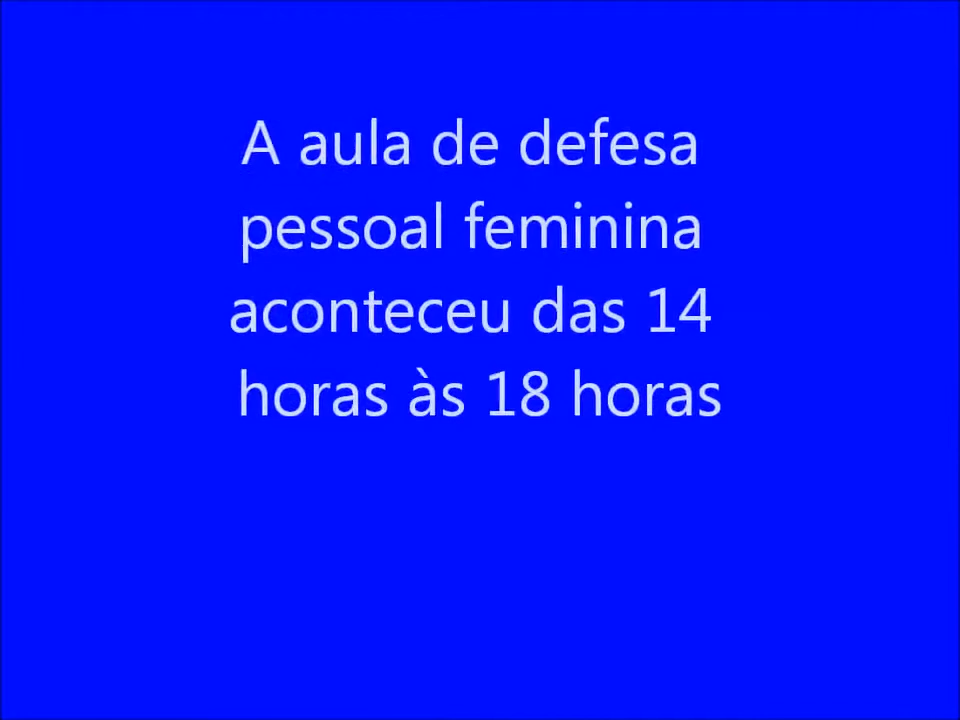 A aula de defesa
pessoal feminina
aconteceu das 14
horas às 18 horas